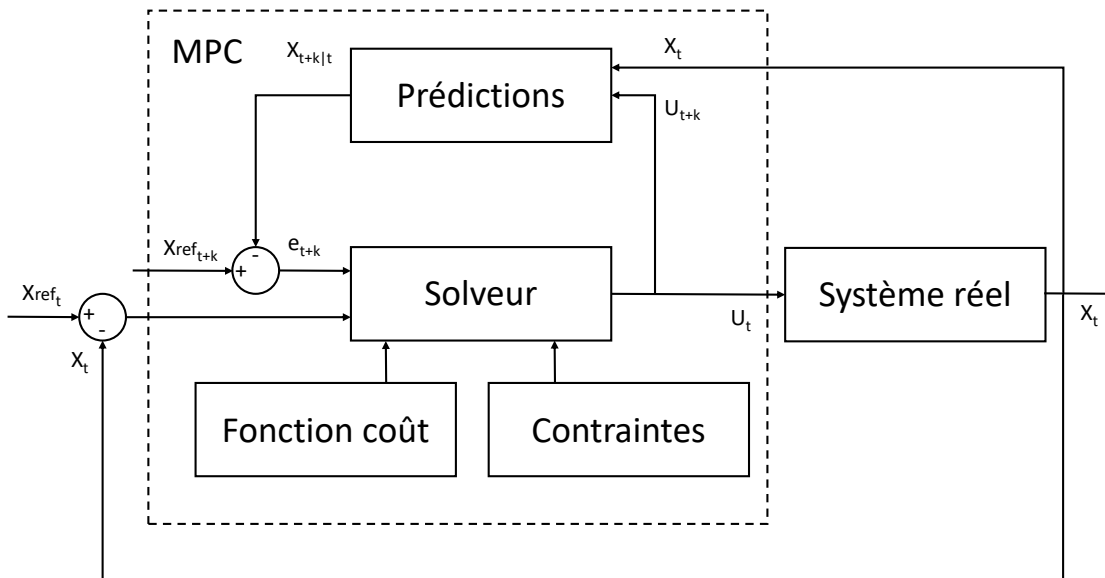 MPC
X_{t+k|t}
X_t
Prédictions
U_{t+k}
Xref_{t+k}
e_{t+k}
-
+
Xref_t
+
-
X_t
Solveur
U_t
Système réel
X_t
Fonction coût
Contraintes